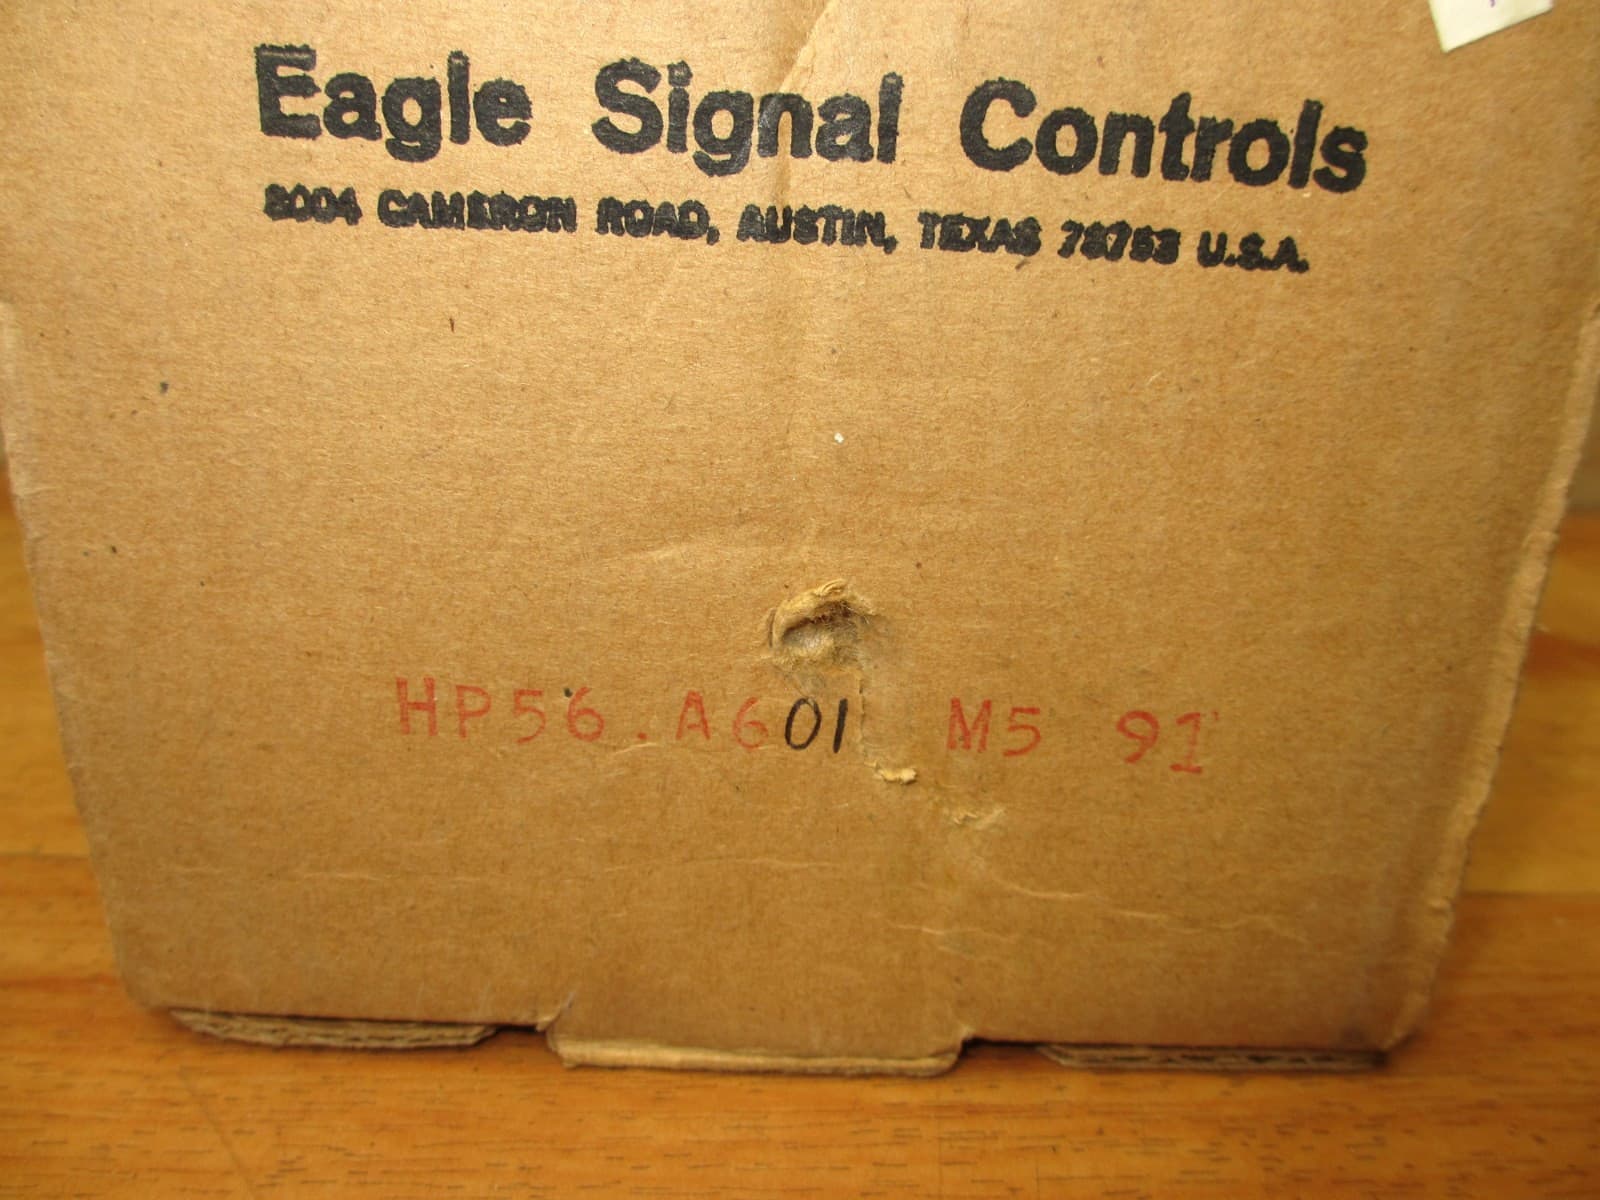 Eagle Signal Controls
8004 CAMERON ROAD, AUSTIN, TEXAS 78753 U.S.A.
HP56.A601 M5 91